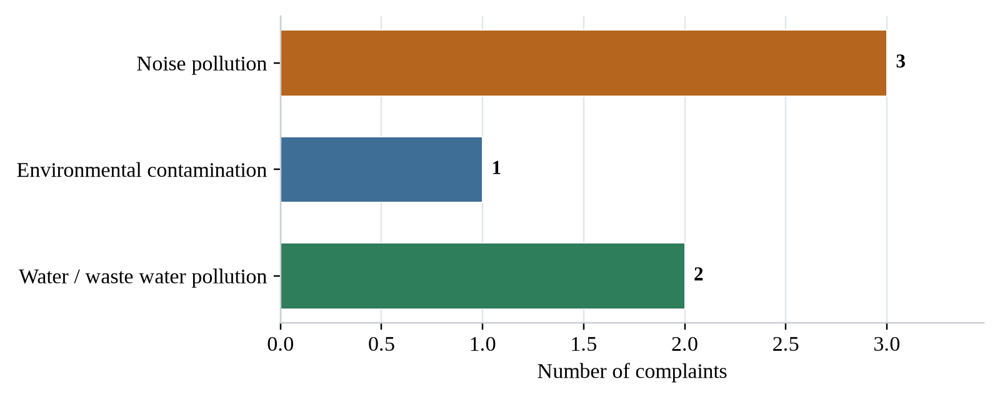 Noise pollution
3
Environmental contamination
1
Water / waste water pollution
2
0.0 0.5 1.0 1.5 2.0 2.5 3.0
Number of complaints